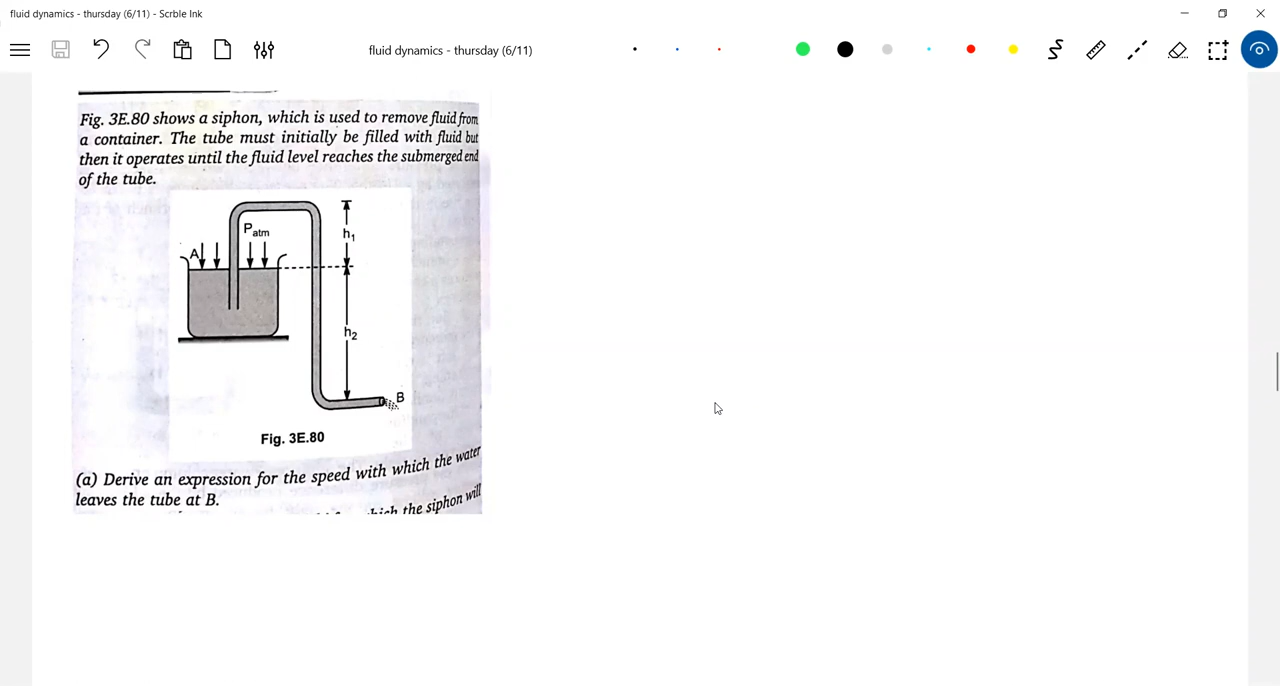 fluid dynamics - thursday (6/11) - Scrble Ink
fluid dynamics - thursday (6/11)
Fig. 3E.80 shows a siphon, which is used to remove fluid from
a container. The tube must initially be filled with fluid but
then it operates until the fluid level reaches the submerged end
of the tube.
A
Patm
h1
h2
B
Fig. 3E.80
(a) Derive an expression for the speed with which the water
leaves the tube at B.
the siphon will